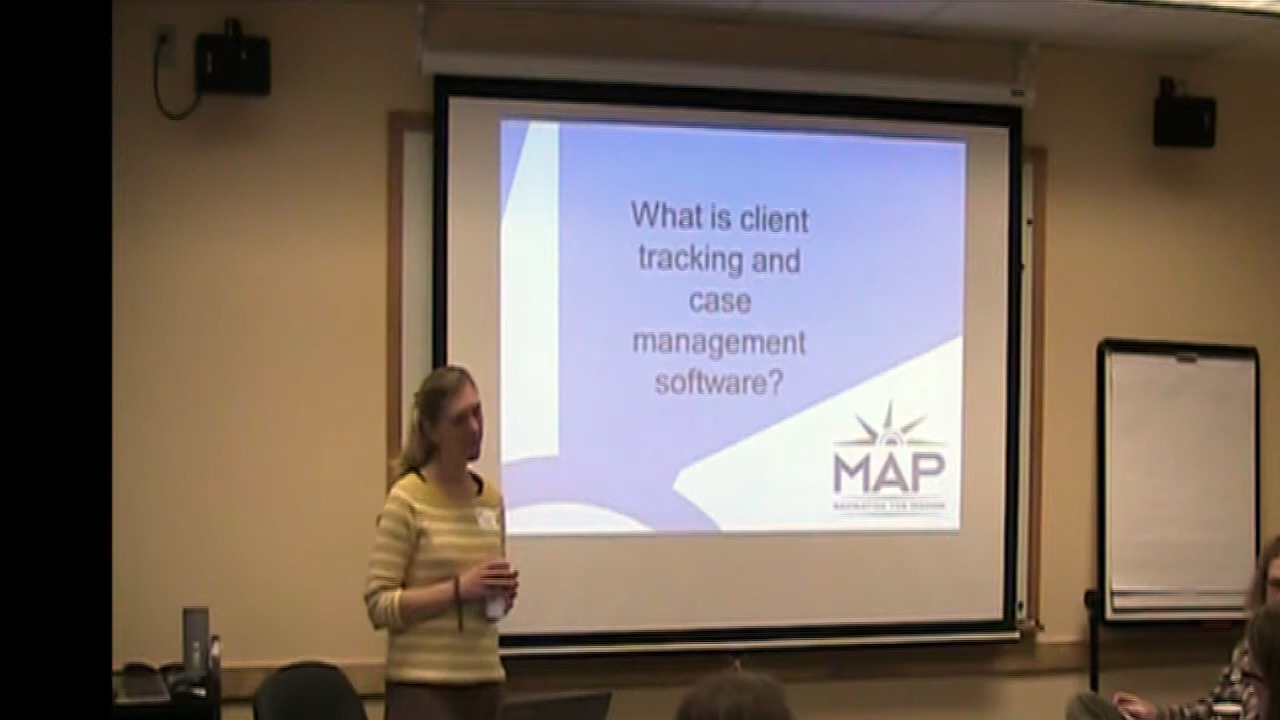 What is client
tracking and
case
management
software?
MAP